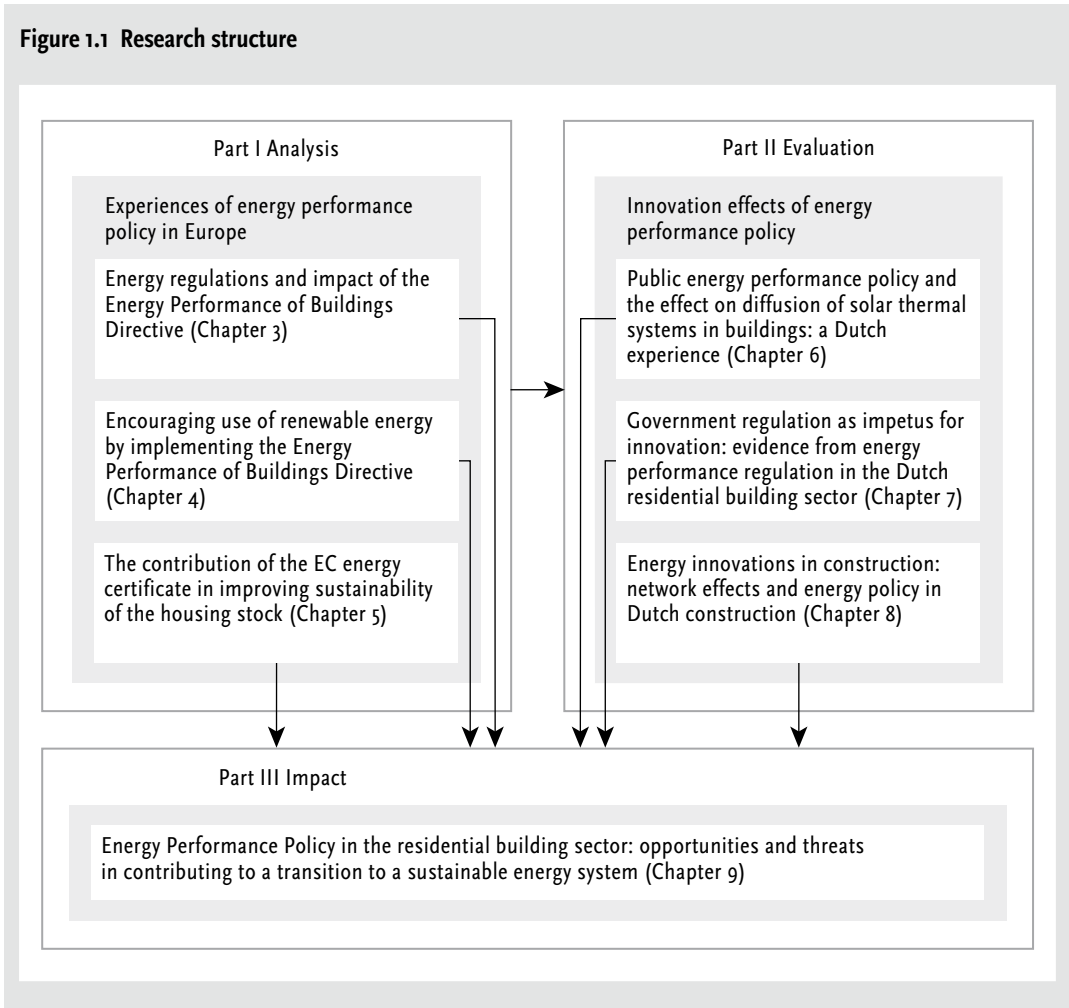 Figure 1.1 Research structure
Part I Analysis
Experiences of energy performance
policy in Europe
Energy regulations and impact of the
Energy Performance of Buildings
Directive (Chapter 3)
Encouraging use of renewable energy
by implementing the Energy
Performance of Buildings Directive
(Chapter 4)
The contribution of the EC energy
certificate in improving sustainability
of the housing stock (Chapter 5)
Part II Evaluation
Innovation effects of energy
performance policy
Public energy performance policy and
the effect on diffusion of solar thermal
systems in buildings: a Dutch
experience (Chapter 6)
Government regulation as impetus for
innovation: evidence from energy
performance regulation in the Dutch
residential building sector (Chapter 7)
Energy innovations in construction:
network effects and energy policy in
Dutch construction (Chapter 8)
Part III Impact
Energy Performance Policy in the residential building sector: opportunities and threats
in contributing to a transition to a sustainable energy system (Chapter 9)